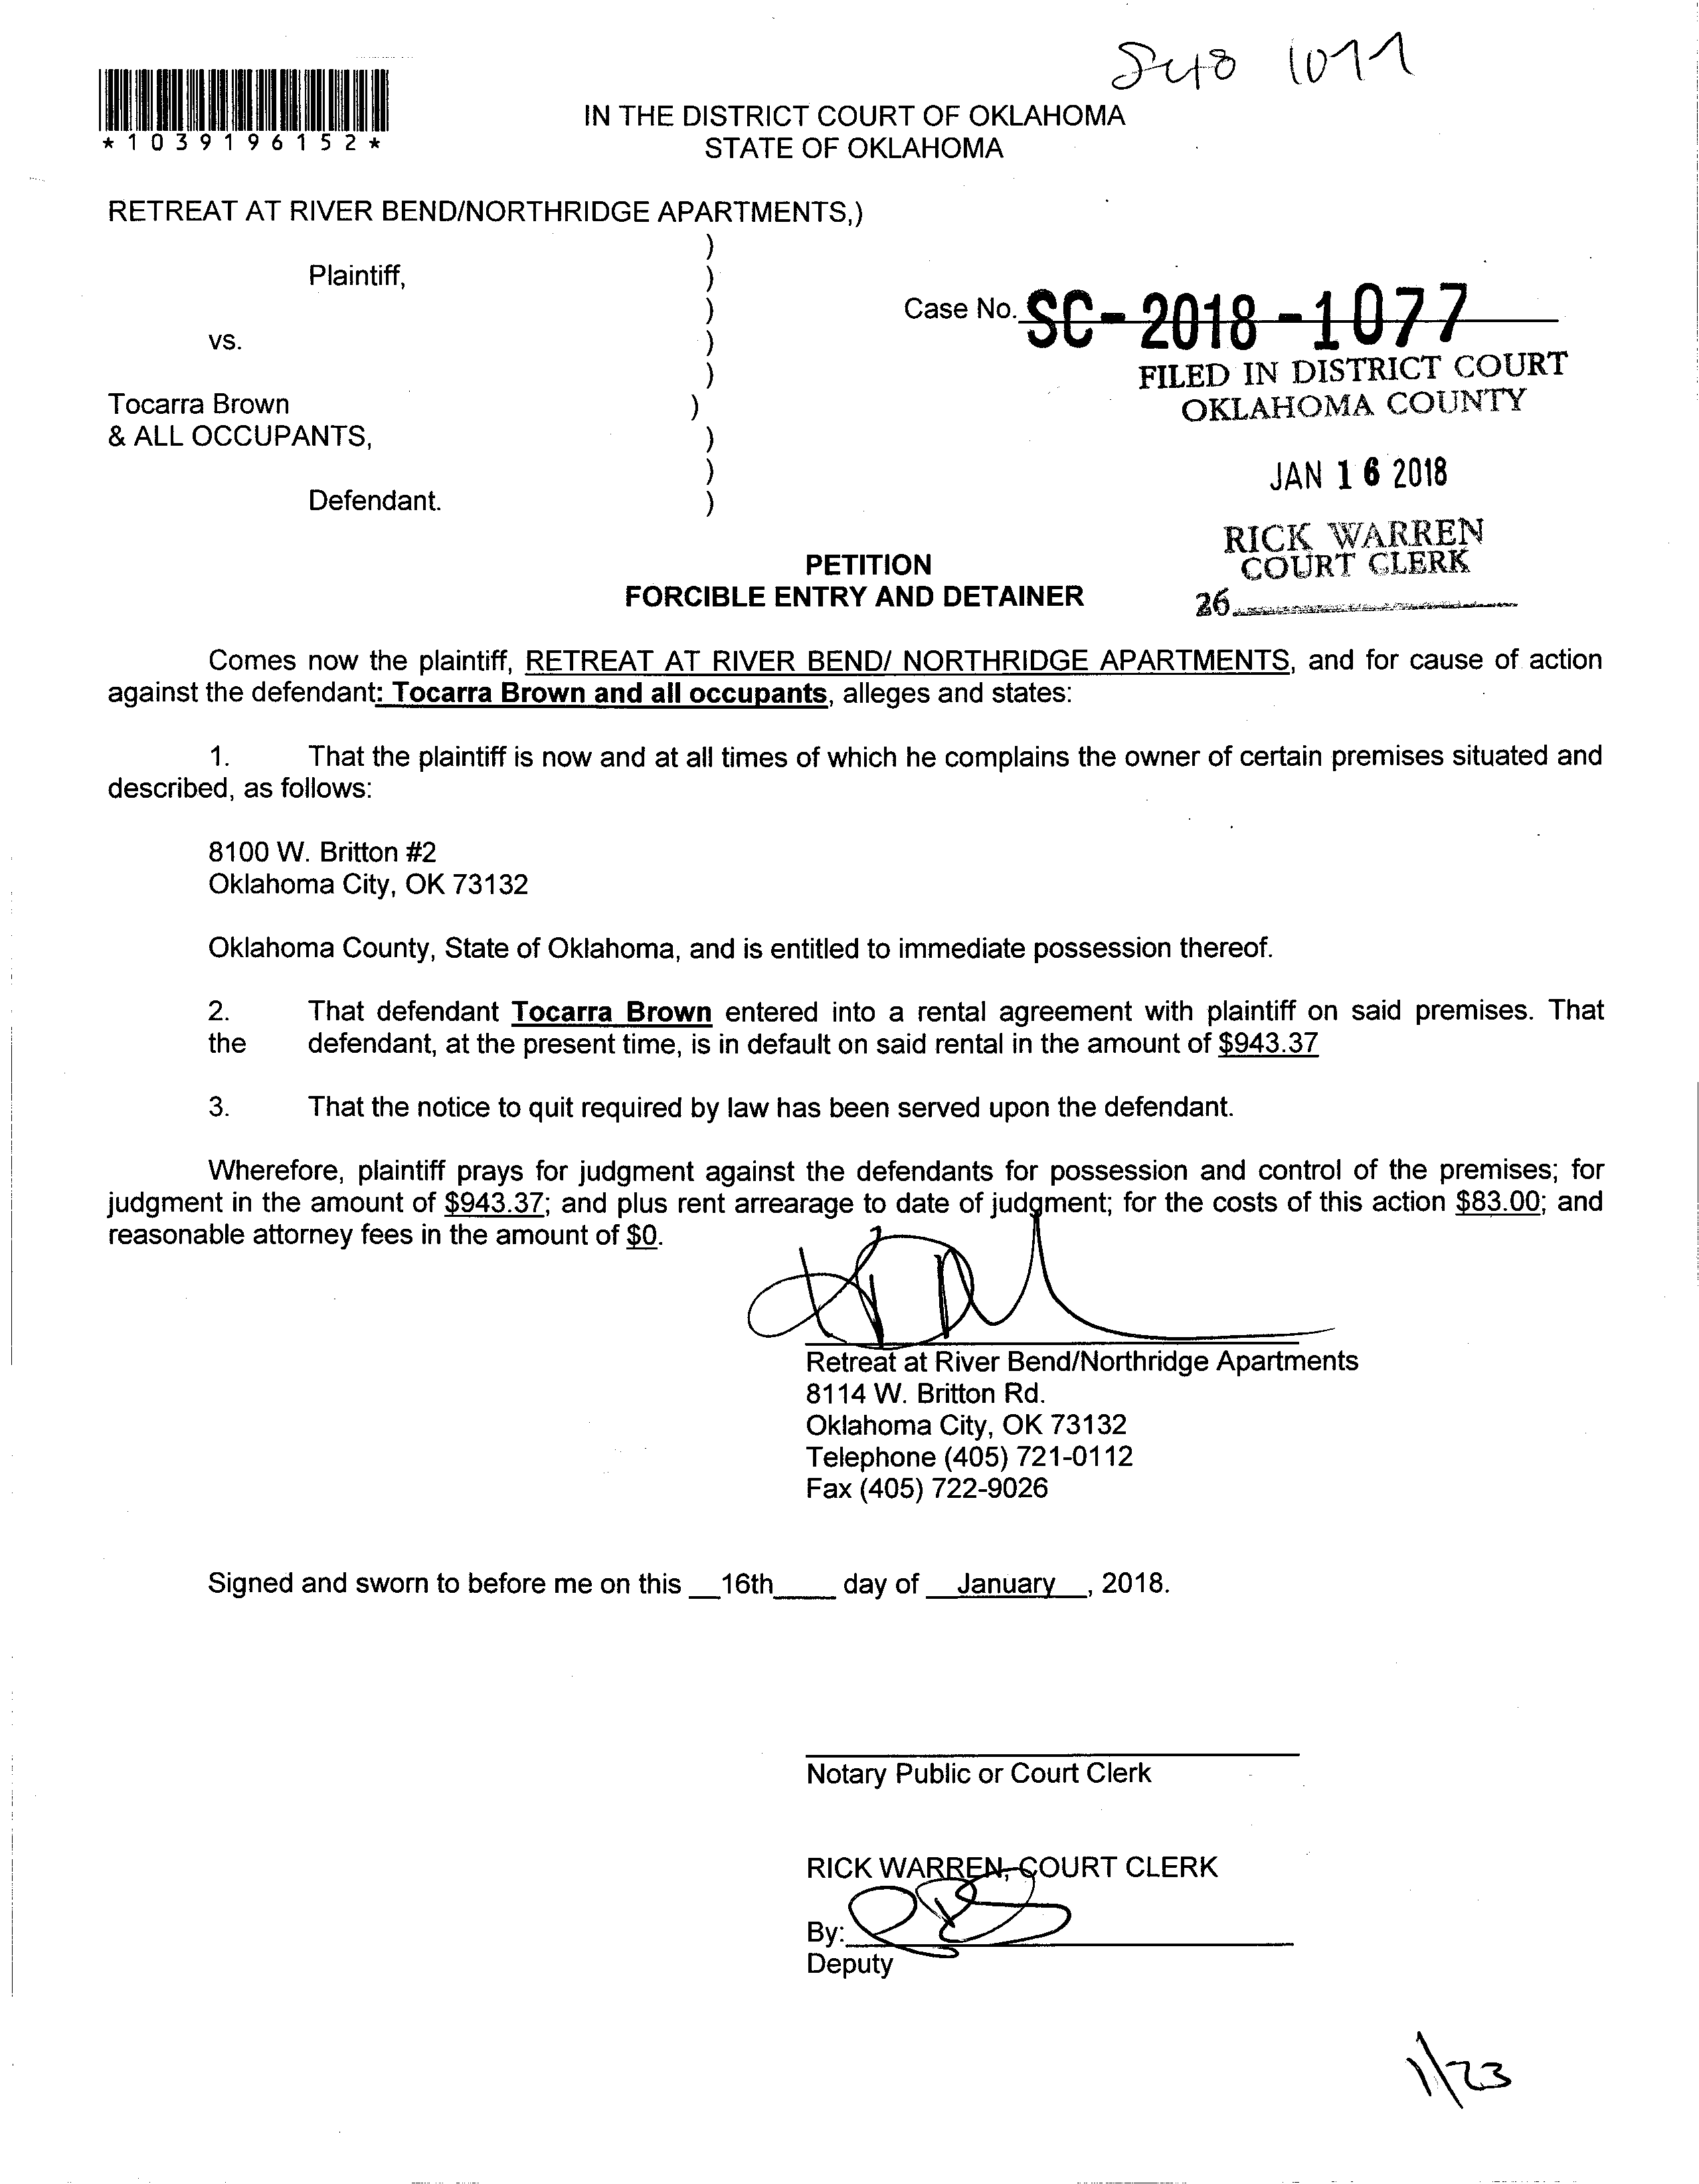 SC18 1077
*1039196152*
IN THE DISTRICT COURT OF OKLAHOMA
STATE OF OKLAHOMA
RETREAT AT RIVER BEND/NORTHRIDGE APARTMENTS,)
)
Plaintiff, )
) Case No. SC-2018-1077
vs. )
) FILED IN DISTRICT COURT
Tocarra Brown ) OKLAHOMA COUNTY
& ALL OCCUPANTS, )
) JAN 16 2018
Defendant. )
RICK WARREN
COURT CLERK
26
PETITION
FORCIBLE ENTRY AND DETAINER
Comes now the plaintiff, RETREAT AT RIVER BEND/ NORTHRIDGE APARTMENTS, and for cause of action
against the defendant: Tocarra Brown and all occupants, alleges and states:
1. That the plaintiff is now and at all times of which he complains the owner of certain premises situated and
described, as follows:
8100 W. Britton #2
Oklahoma City, OK 73132
Oklahoma County, State of Oklahoma, and is entitled to immediate possession thereof.
2. That defendant Tocarra Brown entered into a rental agreement with plaintiff on said premises. That
the defendant, at the present time, is in default on said rental in the amount of $943.37
3. That the notice to quit required by law has been served upon the defendant.
Wherefore, plaintiff prays for judgment against the defendants for possession and control of the premises; for
judgment in the amount of $943.37; and plus rent arrearage to date of judgment; for the costs of this action $83.00; and
reasonable attorney fees in the amount of $0.
Retreat at River Bend/Northridge Apartments
8114 W. Britton Rd.
Oklahoma City, OK 73132
Telephone (405) 721-0112
Fax (405) 722-9026
Signed and sworn to before me on this __16th____ day of __January__, 2018.
Notary Public or Court Clerk
RICK WARREN, COURT CLERK
By:
Deputy
1/23